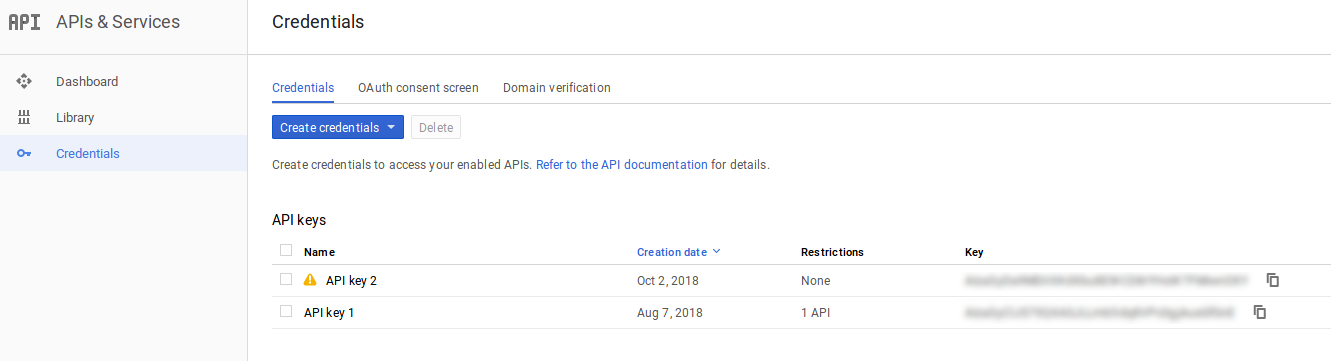 API APIs & Services
Credentials
Dashboard
Library
Credentials
Credentials OAuth consent screen Domain verification
Create credentials Delete
Create credentials to access your enabled APIs. Refer to the API documentation for details.
API keys
Name Creation date Restrictions Key
API key 2 Oct 2, 2018 None
API key 1 Aug 7, 2018 1 API